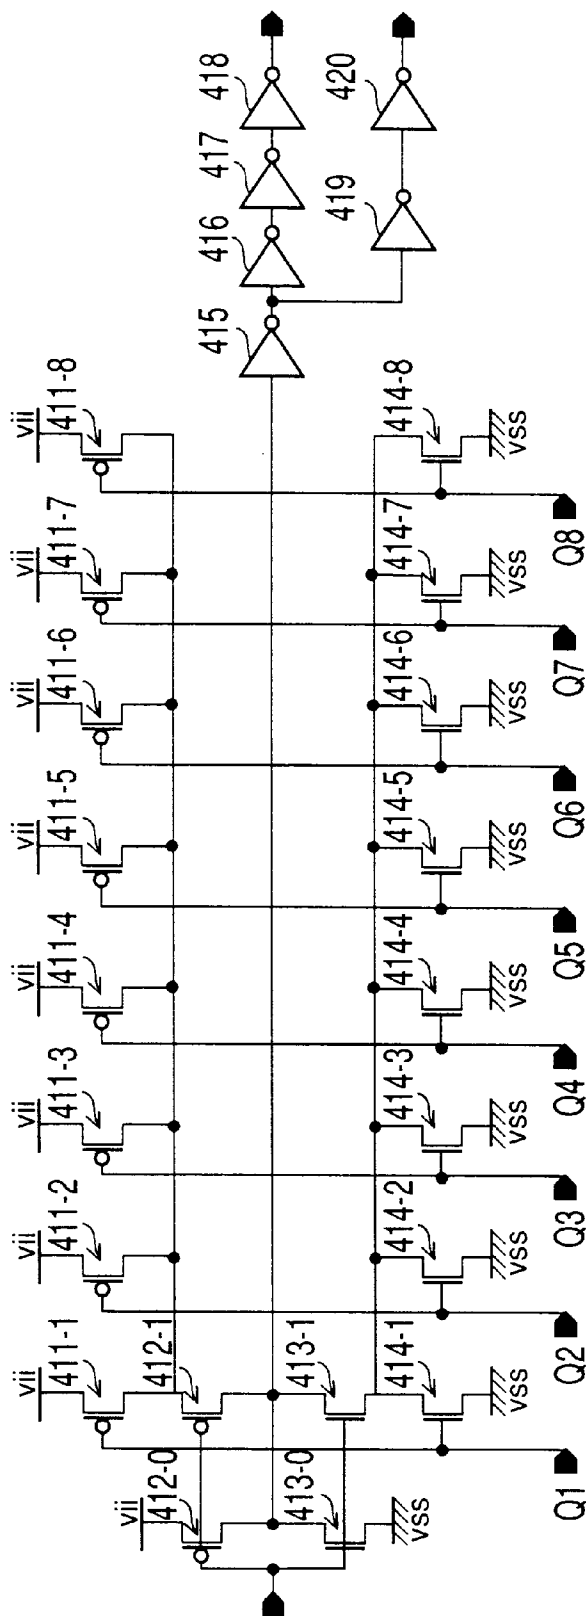 vii
412-0
413-0
VSS
vii
411-1
412-1
413-1
414-1
VSS
Q1
vii
411-2
414-2
VSS
Q2
vii
411-3
414-3
VSS
Q3
vii
411-4
414-4
VSS
Q4
vii
411-5
414-5
VSS
Q5
vii
411-6
414-6
VSS
Q6
vii
411-7
414-7
VSS
Q7
vii
411-8
414-8
VSS
Q8
415
416
417
418
419
420